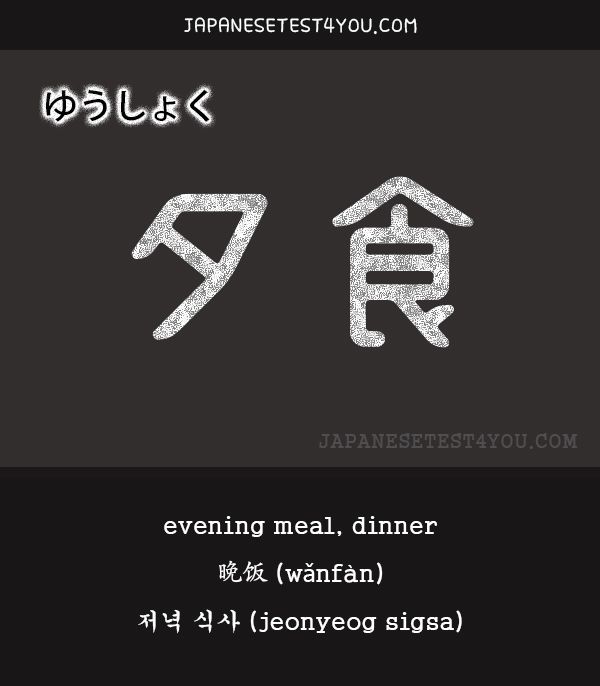 JAPANESETEST4YOU.COM
ゆうしょく
夕食
JAPANESETEST4YOU.COM
evening meal, dinner
晚饭 (wǎnfàn)
저녁 식사 (jeonyeog sigsa)